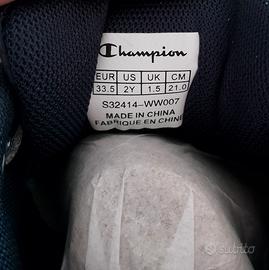 Champion
EUR US UK CM
33.5 2Y 1.5 21.0
S32414-WW007
MADE IN CHINA
FABRIQUE EN CHINE
subito